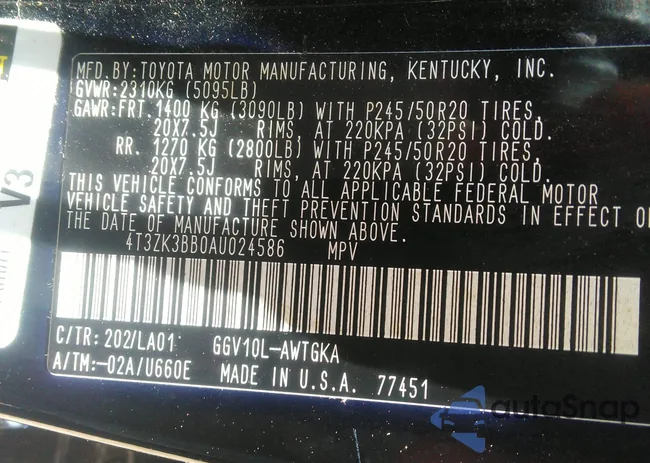 MFD.BY:TOYOTA MOTOR MANUFACTURING, KENTUCKY, INC.
GVWR:2310KG (5095LB)
GAWR:FRT.1400 KG (3090LB) WITH P245/50R20 TIRES,
20X7.5J RIMS, AT 220KPA (32PSI) COLD.
RR. 1270 KG (2800LB) WITH P245/50R20 TIRES,
20X7.5J RIMS, AT 220KPA (32PSI) COLD.
THIS VEHICLE CONFORMS TO ALL APPLICABLE FEDERAL MOTOR
VEHICLE SAFETY AND THEFT PREVENTION STANDARDS IN EFFECT O
THE DATE OF MANUFACTURE SHOWN ABOVE.
4T3ZK3BB0AU024586 MPV
C/TR:202/LA01 GGV10L-AWTGKA
A/TM:-02A/U660E MADE IN U.S.A. 77451
V3
autoSnap